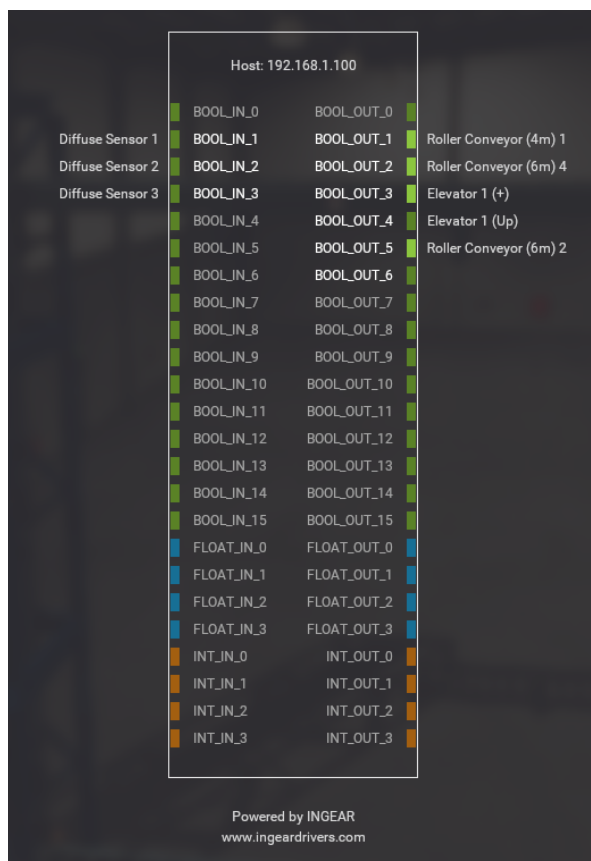 Host: 192.168.1.100
BOOL_IN_0 BOOL_OUT_0
Diffuse Sensor 1 BOOL_IN_1 BOOL_OUT_1 Roller Conveyor (4m) 1
Diffuse Sensor 2 BOOL_IN_2 BOOL_OUT_2 Roller Conveyor (6m) 4
Diffuse Sensor 3 BOOL_IN_3 BOOL_OUT_3 Elevator 1 (+)
BOOL_IN_4 BOOL_OUT_4 Elevator 1 (Up)
BOOL_IN_5 BOOL_OUT_5 Roller Conveyor (6m) 2
BOOL_IN_6 BOOL_OUT_6
BOOL_IN_7 BOOL_OUT_7
BOOL_IN_8 BOOL_OUT_8
BOOL_IN_9 BOOL_OUT_9
BOOL_IN_10 BOOL_OUT_10
BOOL_IN_11 BOOL_OUT_11
BOOL_IN_12 BOOL_OUT_12
BOOL_IN_13 BOOL_OUT_13
BOOL_IN_14 BOOL_OUT_14
BOOL_IN_15 BOOL_OUT_15
FLOAT_IN_0 FLOAT_OUT_0
FLOAT_IN_1 FLOAT_OUT_1
FLOAT_IN_2 FLOAT_OUT_2
FLOAT_IN_3 FLOAT_OUT_3
INT_IN_0 INT_OUT_0
INT_IN_1 INT_OUT_1
INT_IN_2 INT_OUT_2
INT_IN_3 INT_OUT_3
Powered by INGEAR
www.ingeardrivers.com